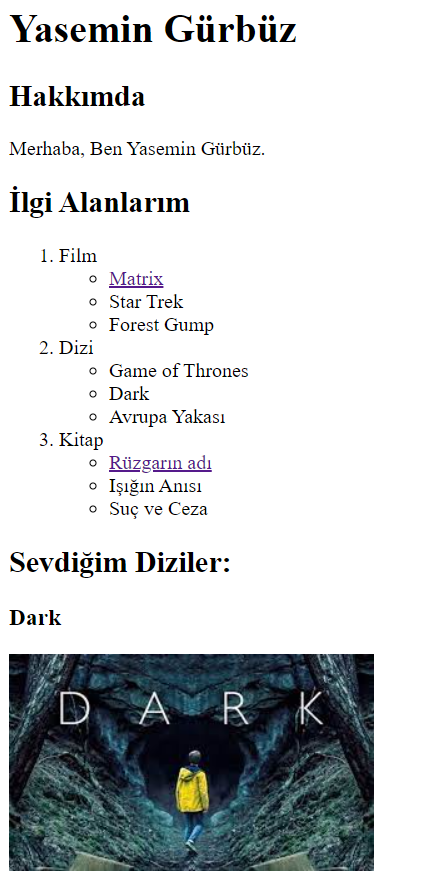 Yasemin Gürbüz
Hakkımda
Merhaba, Ben Yasemin Gürbüz.
İlgi Alanlarım
1. Film
Matrix
Star Trek
Forest Gump
2. Dizi
Game of Thrones
Dark
Avrupa Yakası
3. Kitap
Rüzgarın adı
Işığın Anısı
Suç ve Ceza
Sevdiğim Diziler:
Dark
DARK